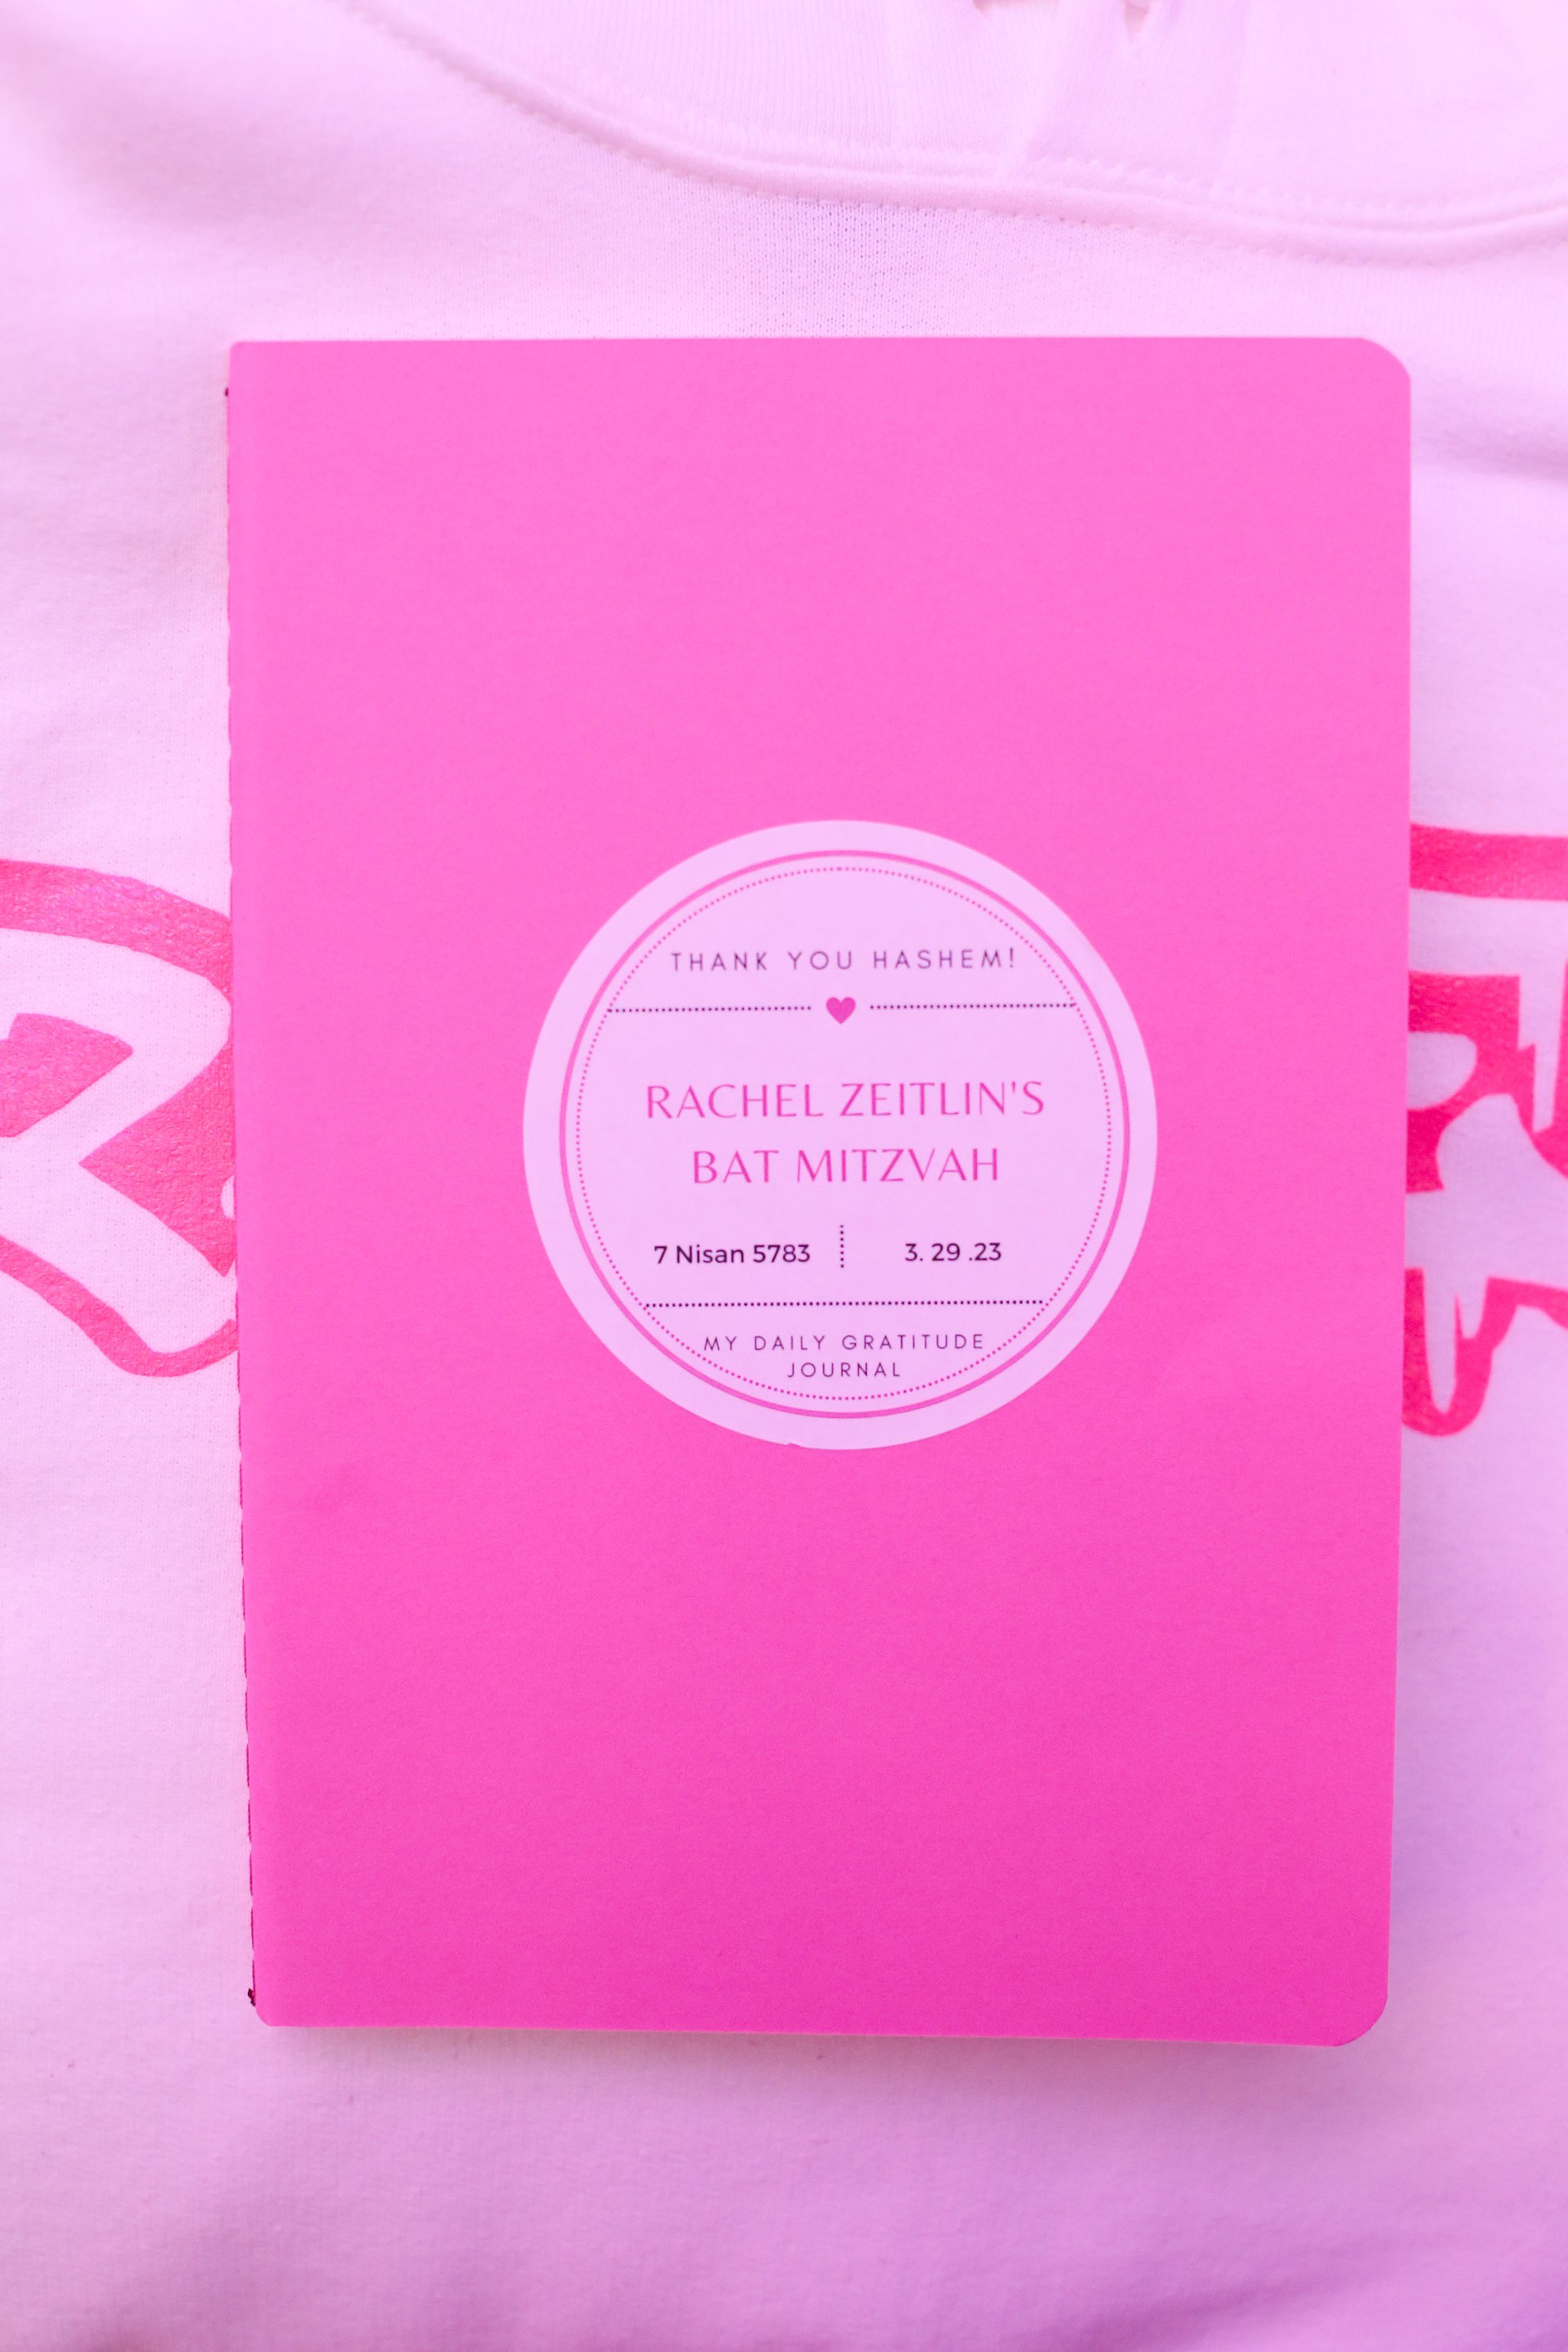 THANK YOU HASHEM!
RACHEL ZEITLIN'S
BAT MITZVAH
7 Nisan 5783 3. 29 .23
MY DAILY GRATITUDE
JOURNAL